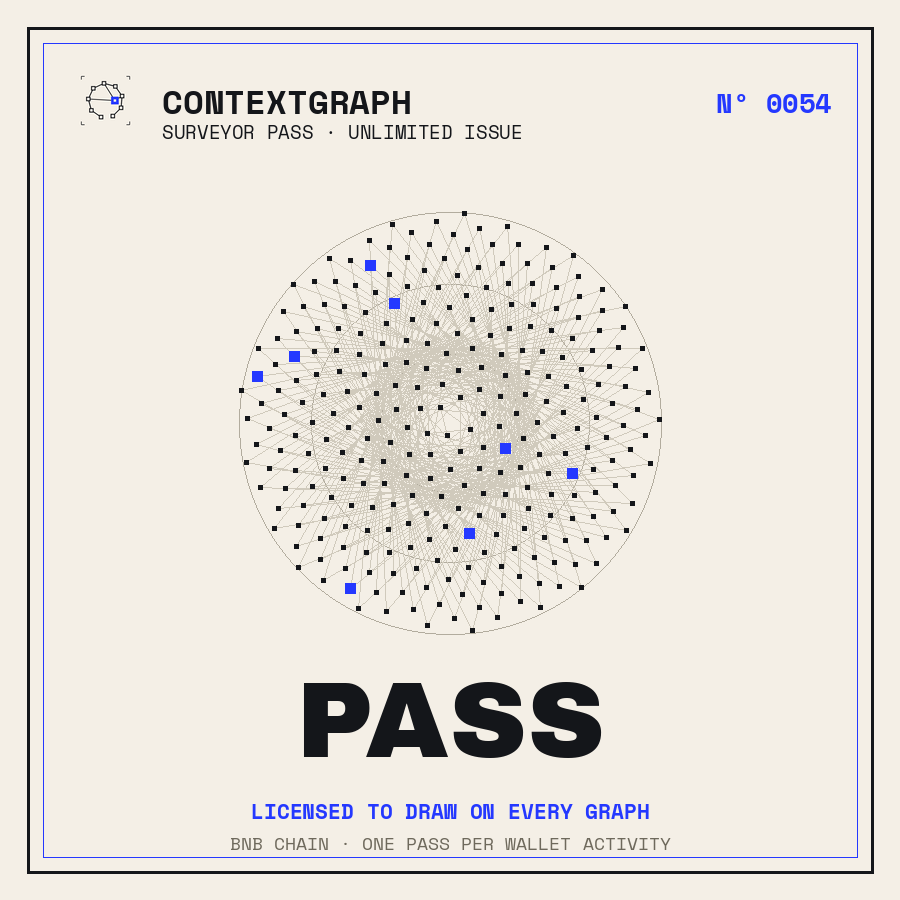 CONTEXTGRAPH
N° 0054
SURVEYOR PASS · UNLIMITED ISSUE
PASS
LICENSED TO DRAW ON EVERY GRAPH
BNB CHAIN · ONE PASS PER WALLET ACTIVITY